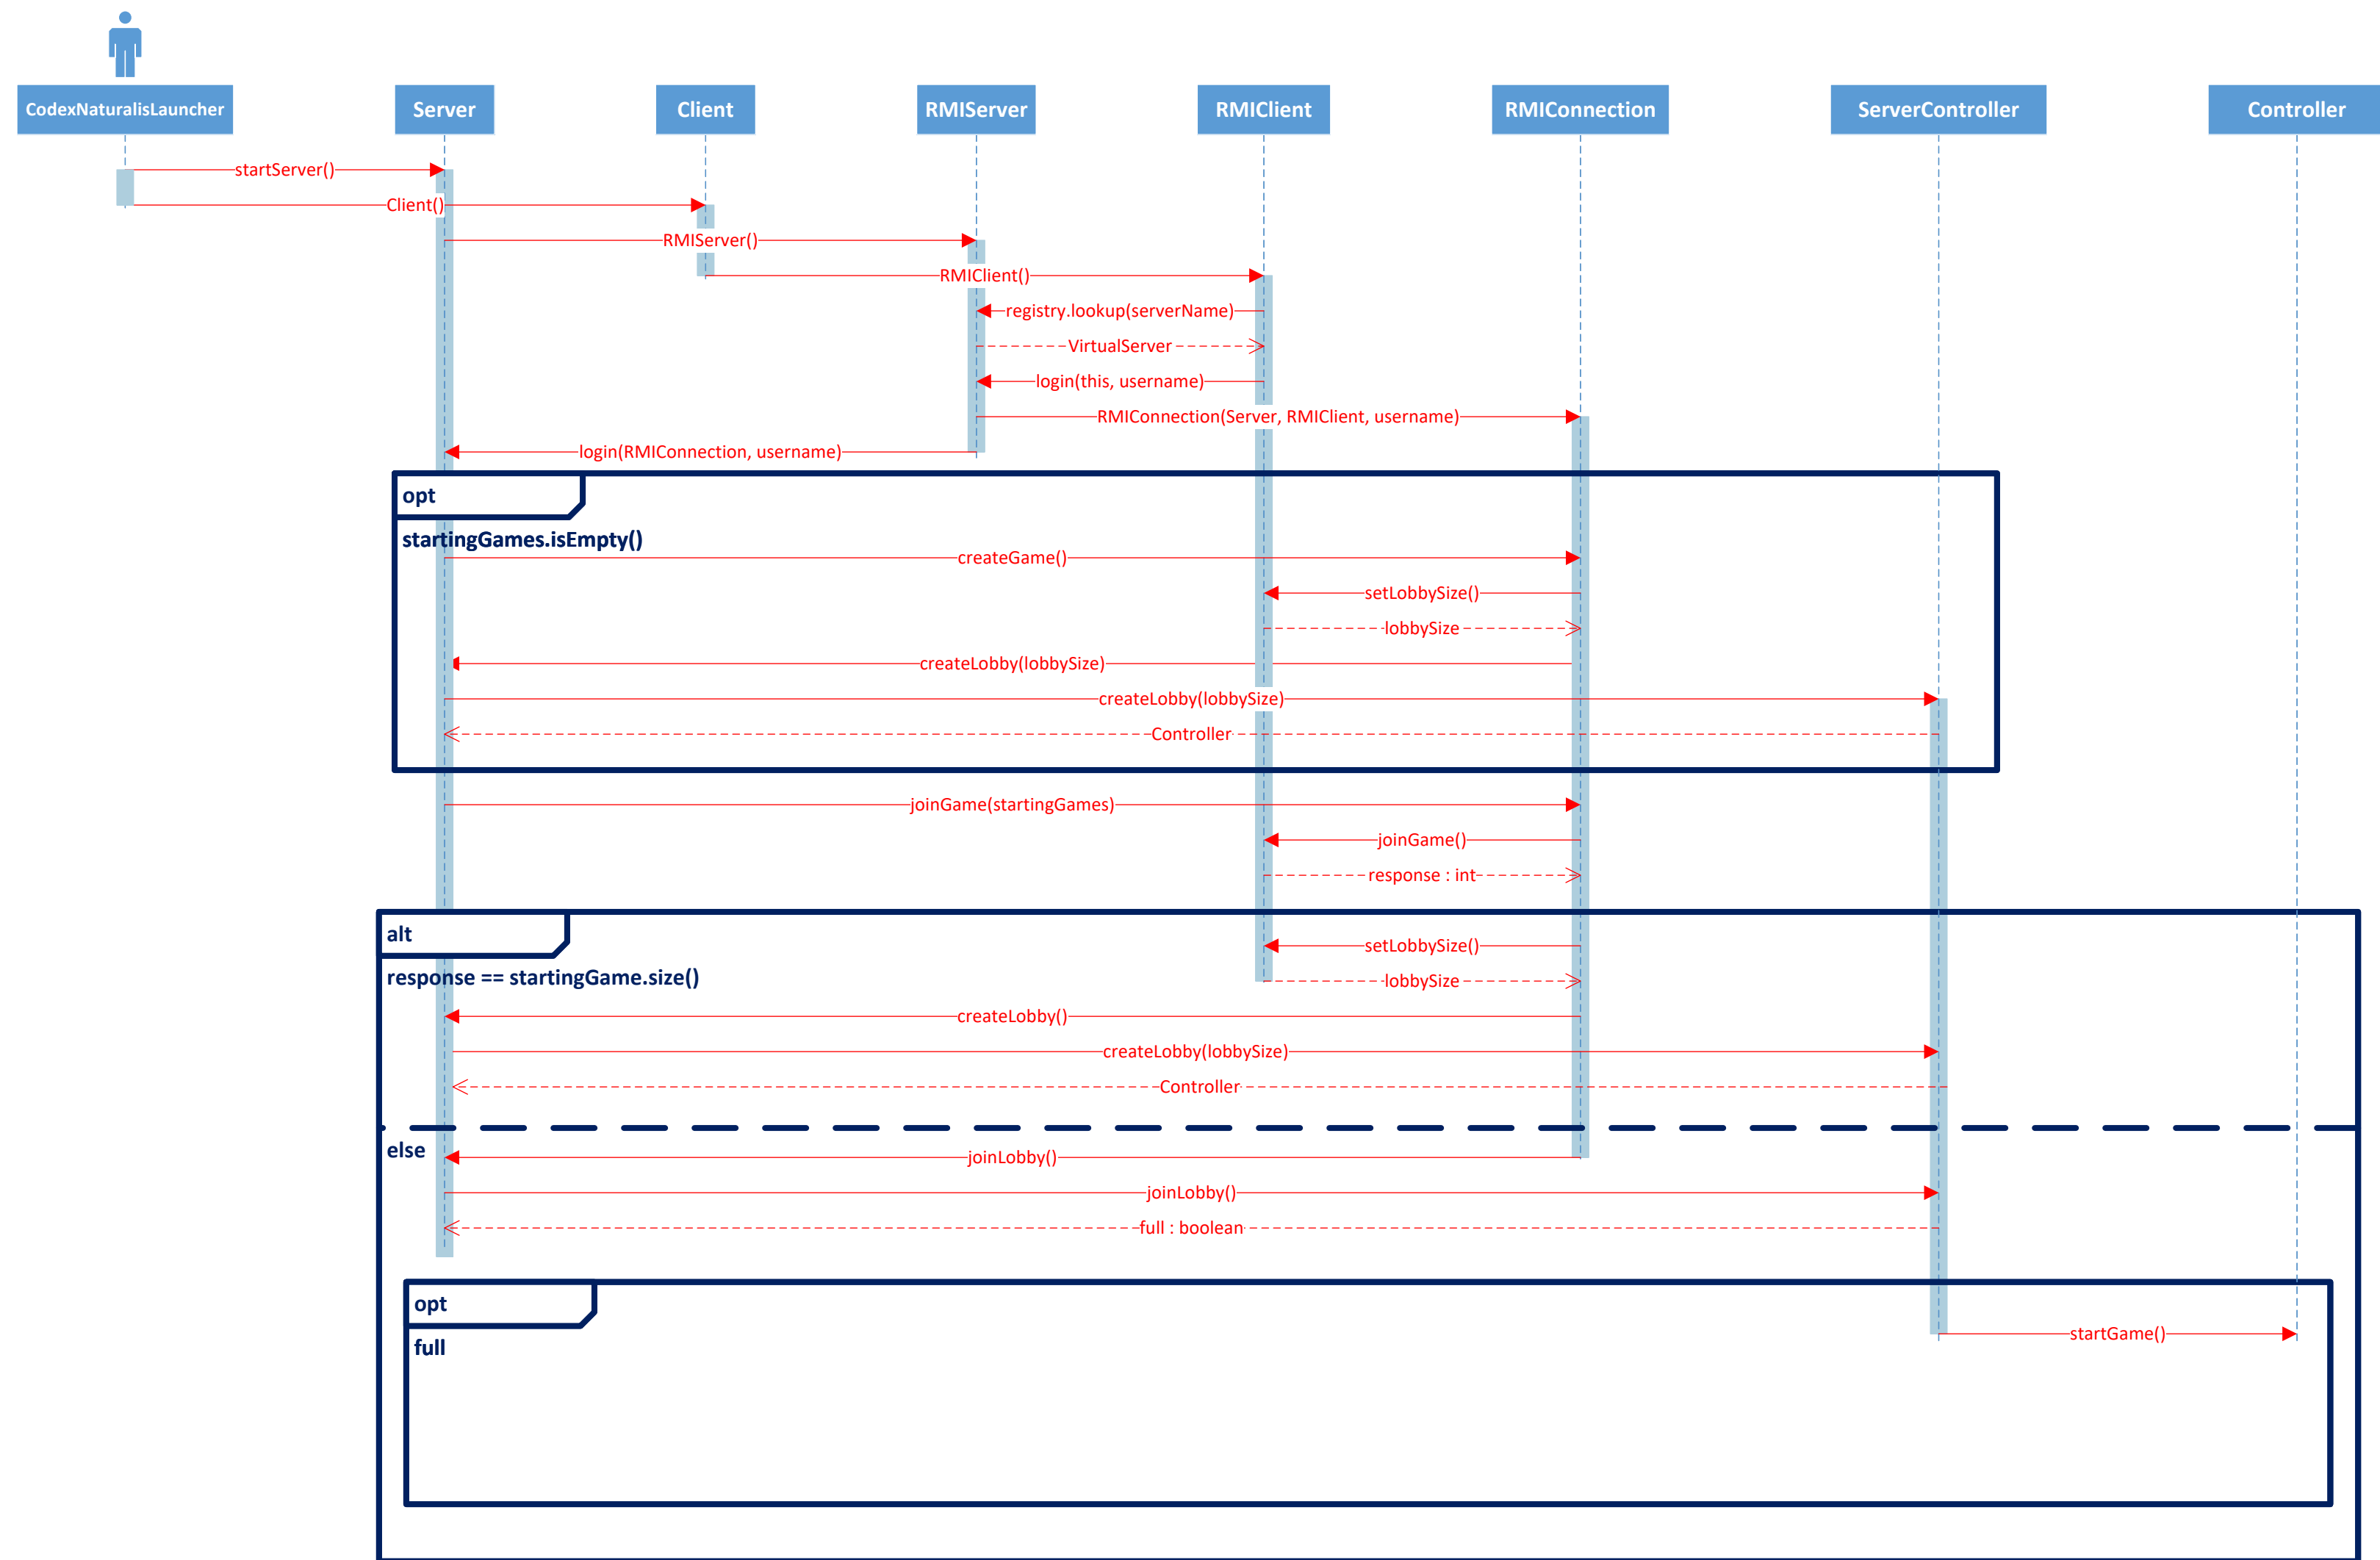 CodexNaturalisLauncher
Server
Client
RMIServer
RMIClient
RMIConnection
ServerController
Controller
startServer()
Client()
RMIServer()
RMIClient()
registry.lookup(serverName)
VirtualServer
login(this, username)
RMIConnection(Server, RMIClient, username)
login(RMIConnection, username)
opt
startingGames.isEmpty()
createGame()
setLobbySize()
lobbySize
createLobby(lobbySize)
createLobby(lobbySize)
Controller
joinGame(startingGames)
joinGame()
response : int
alt
setLobbySize()
response == startingGame.size()
lobbySize
createLobby()
createLobby(lobbySize)
Controller
else
joinLobby()
joinLobby()
full : boolean
opt
startGame()
full